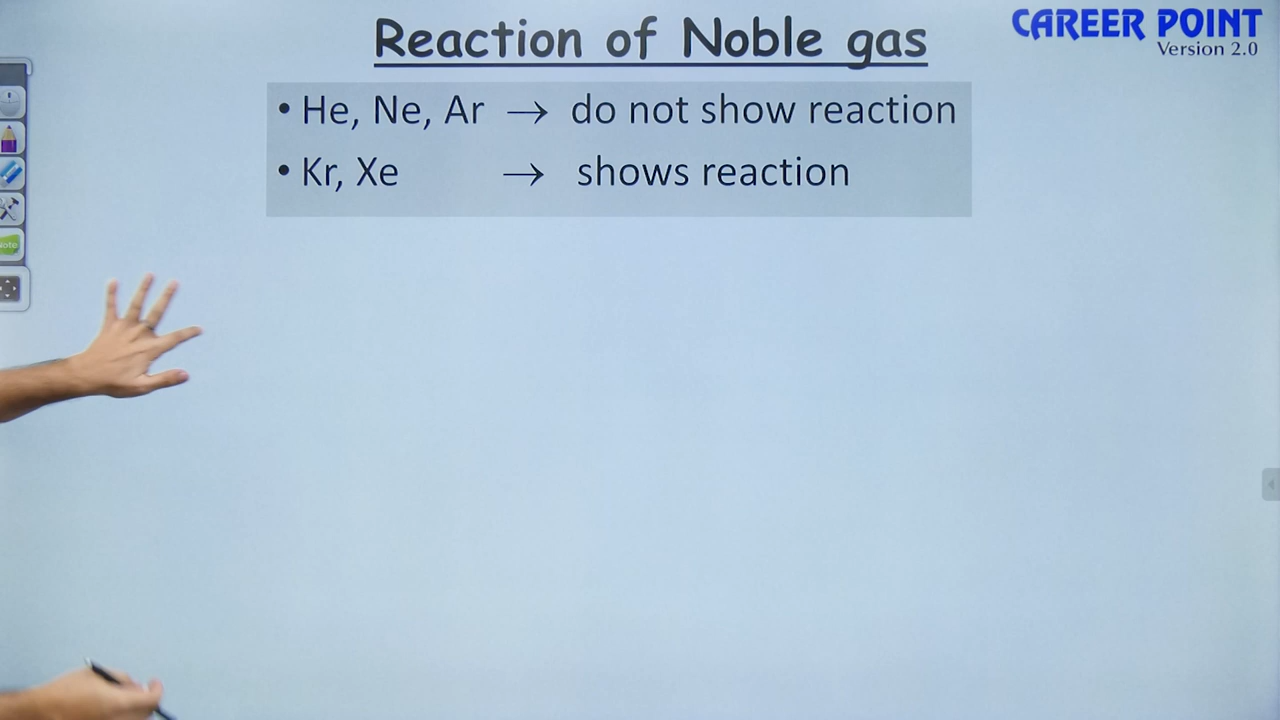 Reaction of Noble gas
CAREER POINT
Version 2.0
• He, Ne, Ar → do not show reaction
• Kr, Xe → shows reaction
Note